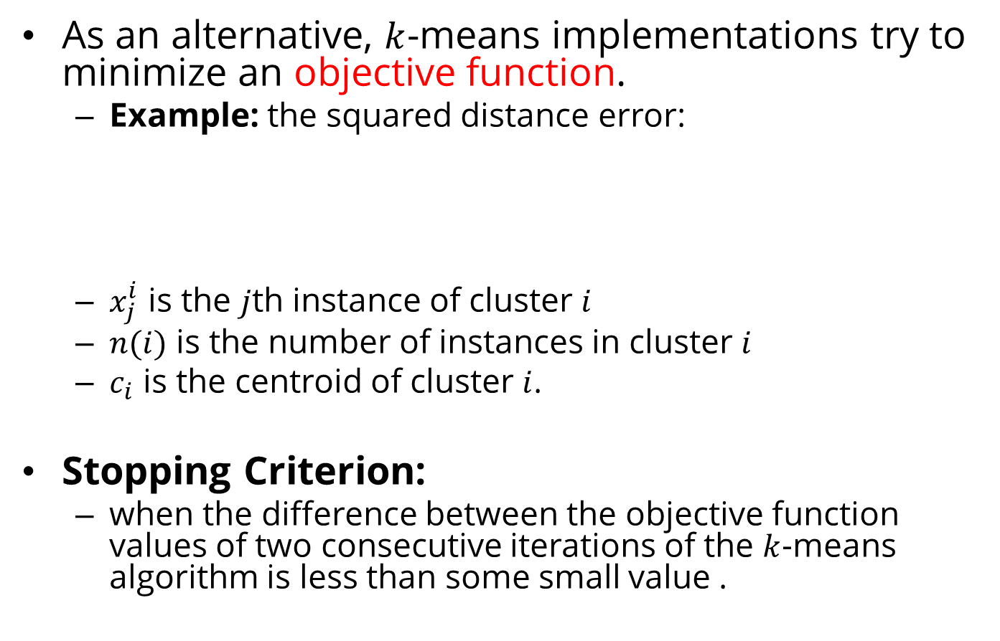 • As an alternative, k-means implementations try to
minimize an objective function.
– Example: the squared distance error:
– x_j^i is the jth instance of cluster i
– n(i) is the number of instances in cluster i
– c_i is the centroid of cluster i.
• Stopping Criterion:
– when the difference between the objective function
values of two consecutive iterations of the k-means
algorithm is less than some small value .